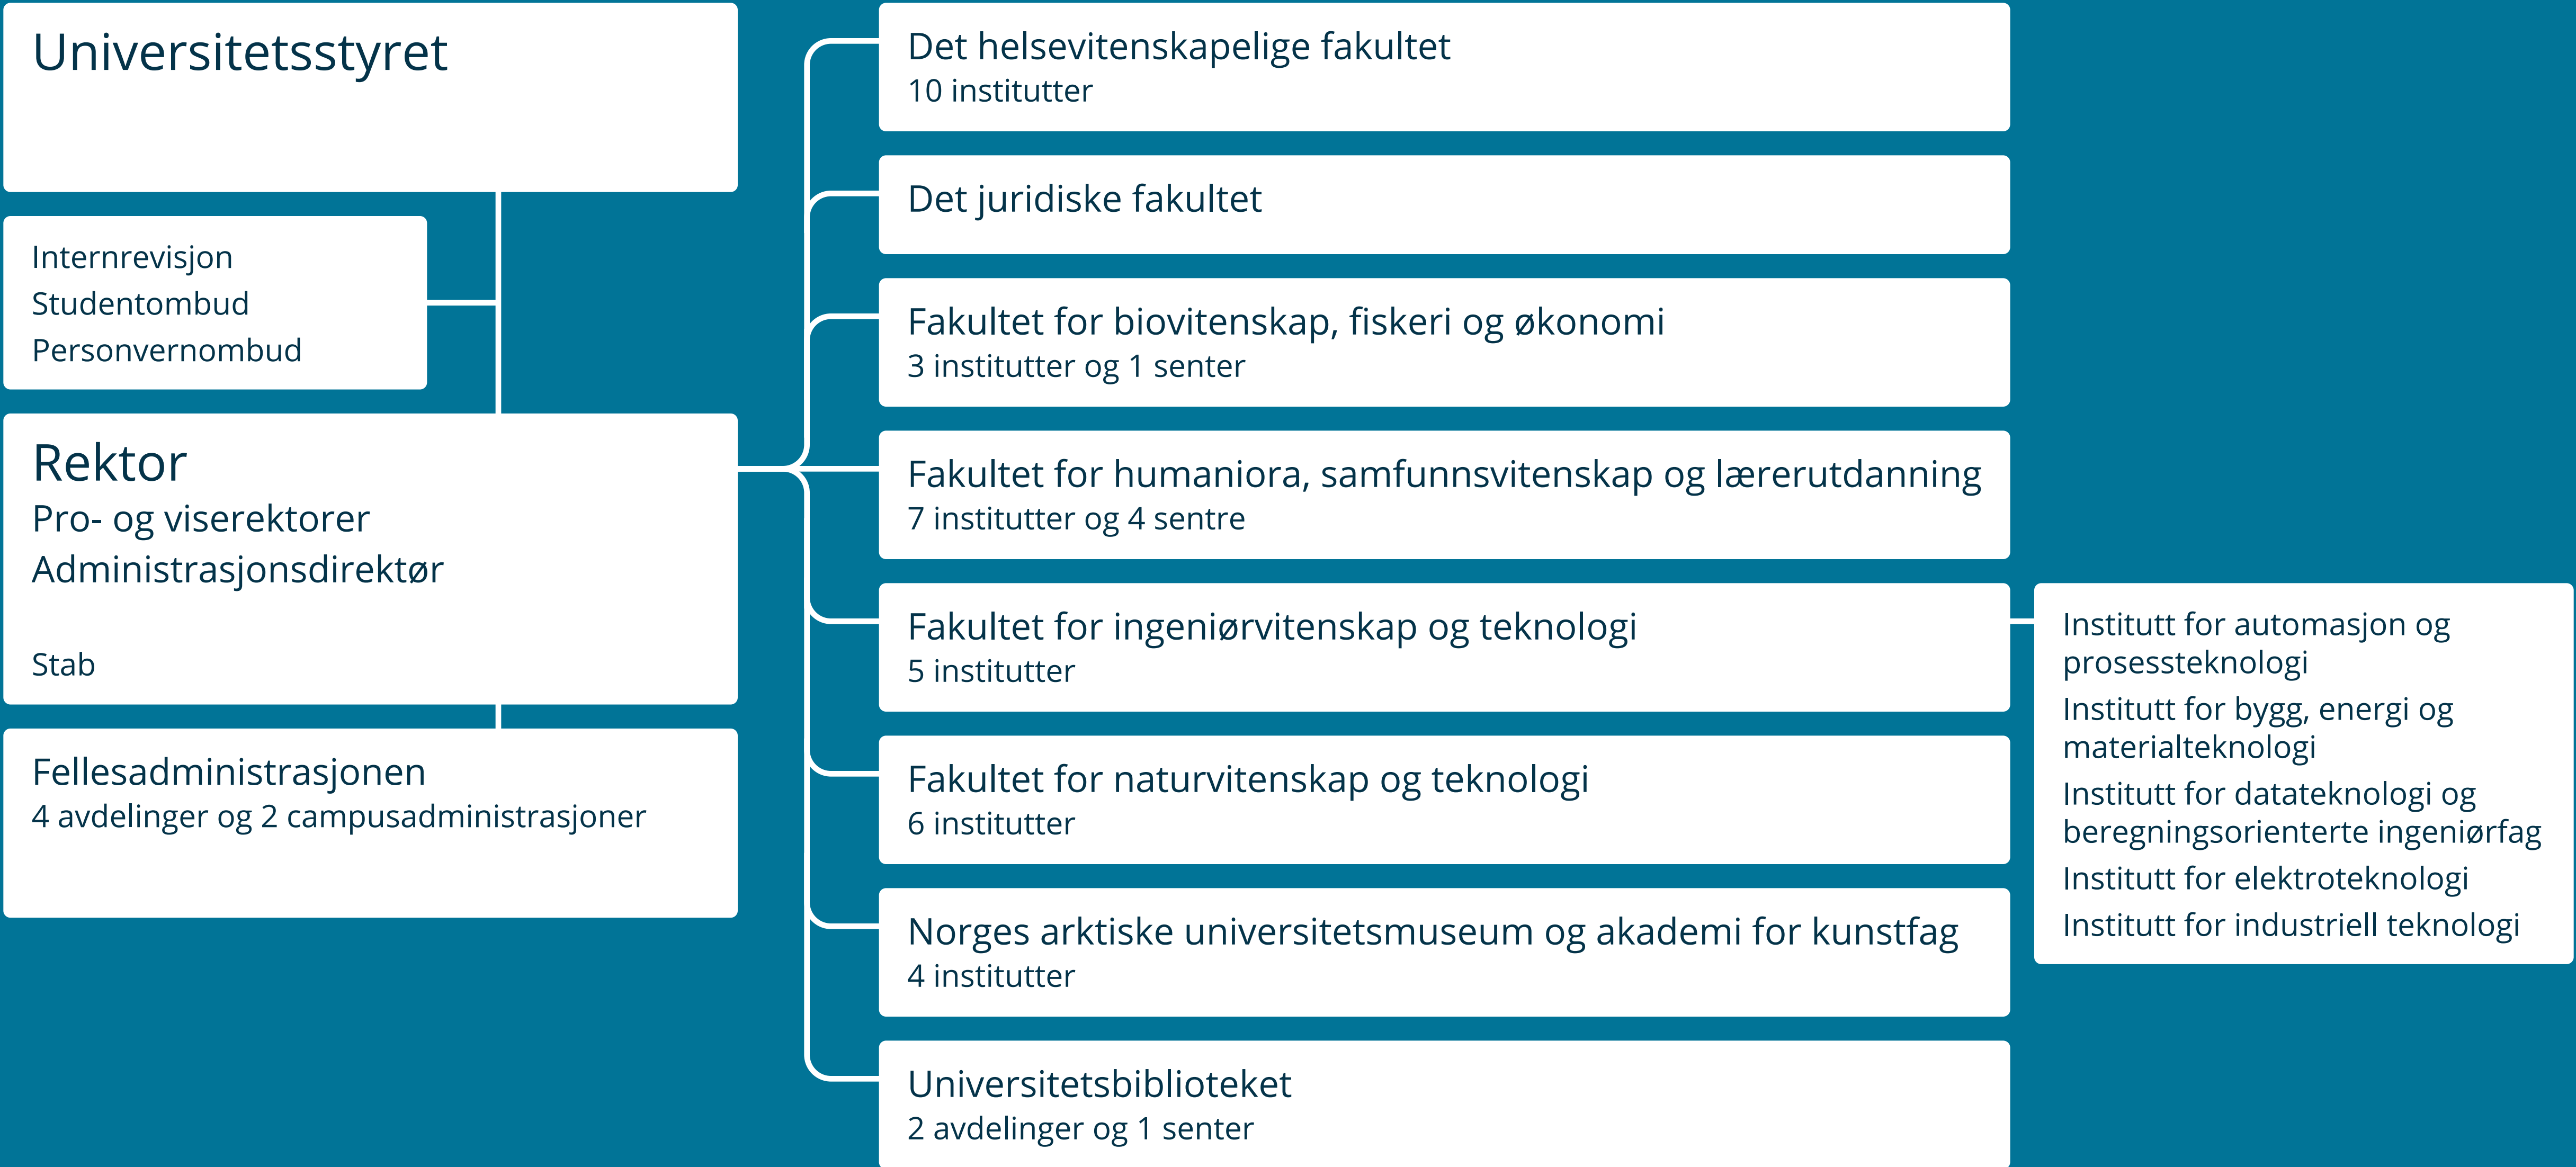 Universitetsstyret
Internrevisjon
Studentombud
Personvernombud
Rektor
Pro- og viserektorer
Administrasjonsdirektør
Stab
Fellesadministrasjonen
4 avdelinger og 2 campusadministrasjoner
Det helsevitenskapelige fakultet
10 institutter
Det juridiske fakultet
Fakultet for biovitenskap, fiskeri og økonomi
3 institutter og 1 senter
Fakultet for humaniora, samfunnsvitenskap og lærerutdanning
7 institutter og 4 sentre
Fakultet for ingeniørvitenskap og teknologi
5 institutter
Fakultet for naturvitenskap og teknologi
6 institutter
Norges arktiske universitetsmuseum og akademi for kunstfag
4 institutter
Universitetsbiblioteket
2 avdelinger og 1 senter
Institutt for automasjon og
prosessteknologi
Institutt for bygg, energi og
materialteknologi
Institutt for datateknologi og
beregningsorienterte ingeniørfag
Institutt for elektroteknologi
Institutt for industriell teknologi